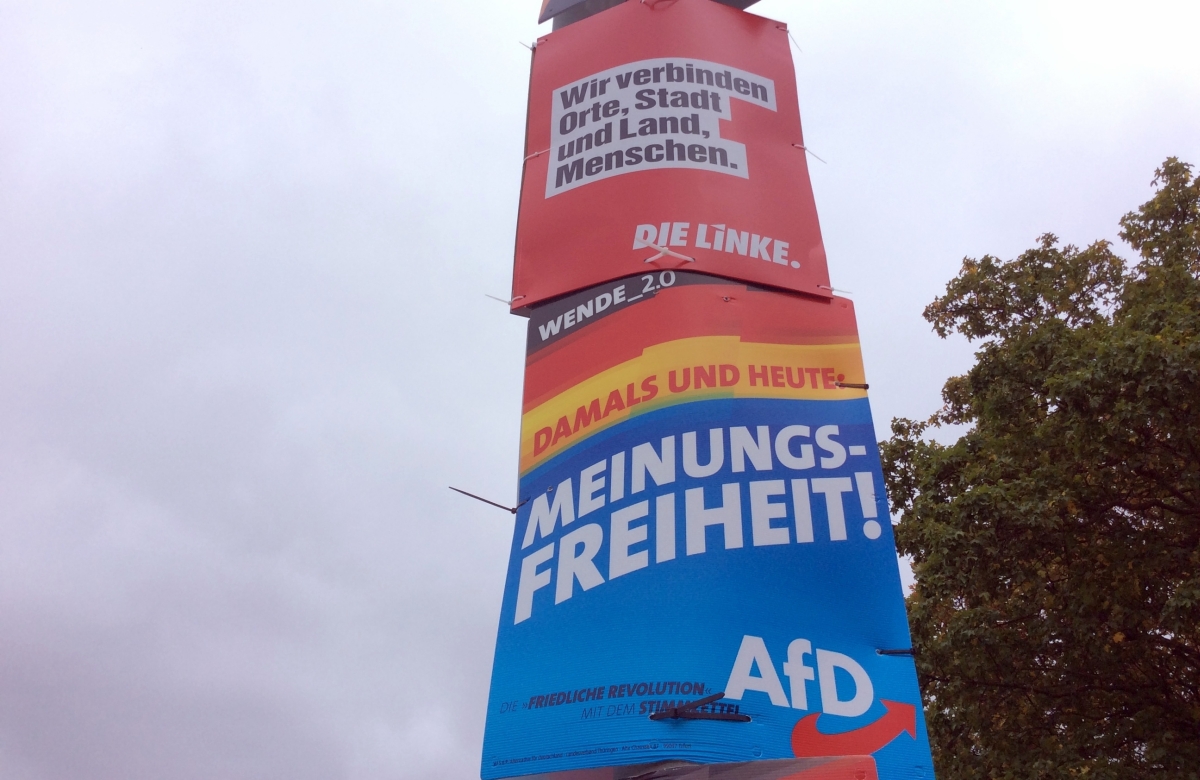 Wir verbinden
Orte, Stadt
und Land,
Menschen.
DIE LINKE.
WENDE_2.0
DAMALS UND HEUTE:
MEINUNGS-
FREIHEIT!
AfD
DIE »FRIEDLICHE REVOLUTION«
MIT DEM STIMMZETTEL